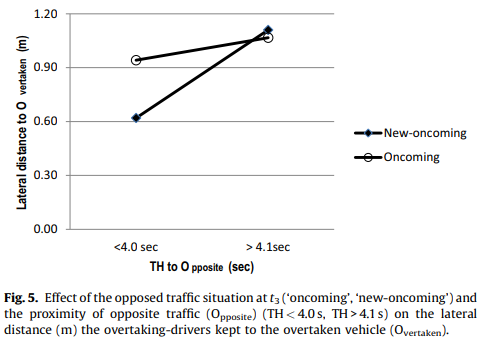 1.20
0.90
0.60
0.30
0.00
Lateral distance to O vertaken (m)
<4.0 sec
> 4.1sec
TH to O pposite (sec)
New-oncoming
Oncoming
Fig. 5. Effect of the opposed traffic situation at t3 ('oncoming', 'new-oncoming') and
the proximity of opposite traffic (Opposite) (TH < 4.0 s, TH > 4.1 s) on the lateral
distance (m) the overtaking-drivers kept to the overtaken vehicle (Overtaken).